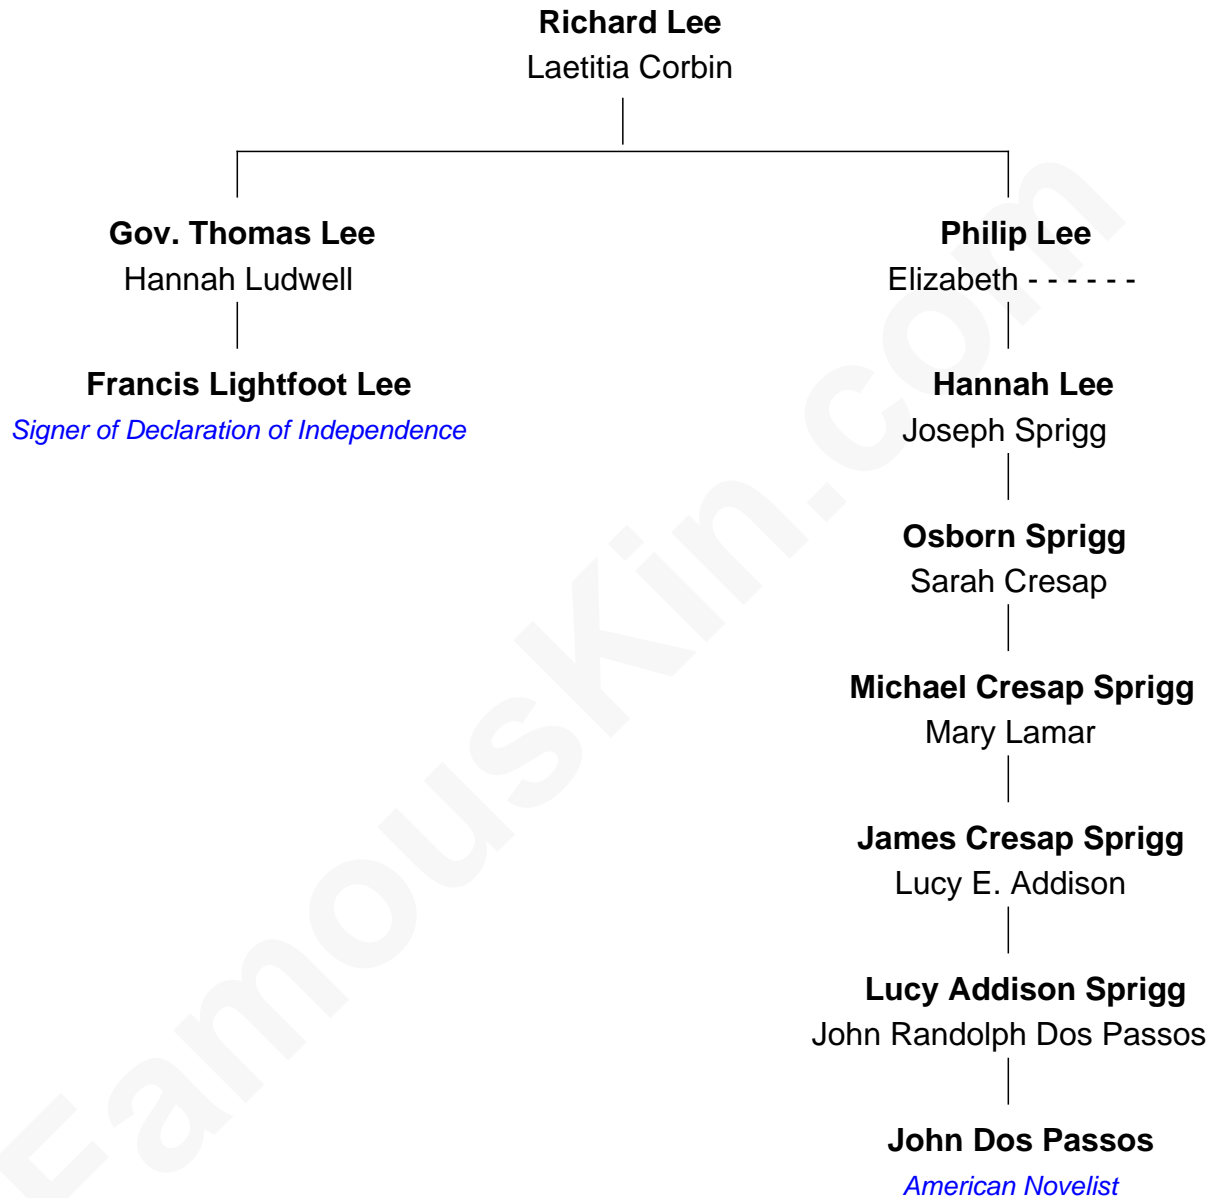 Richard Lee
Laetitia Corbin
Gov. Thomas Lee
Hannah Ludwell
Philip Lee
Elizabeth - - - - - -
Francis Lightfoot Lee
Signer of Declaration of Independence
Hannah Lee
Joseph Sprigg
Osborn Sprigg
Sarah Cresap
Michael Cresap Sprigg
Mary Lamar
James Cresap Sprigg
Lucy E. Addison
Lucy Addison Sprigg
John Randolph Dos Passos
John Dos Passos
American Novelist
FamousKin.com